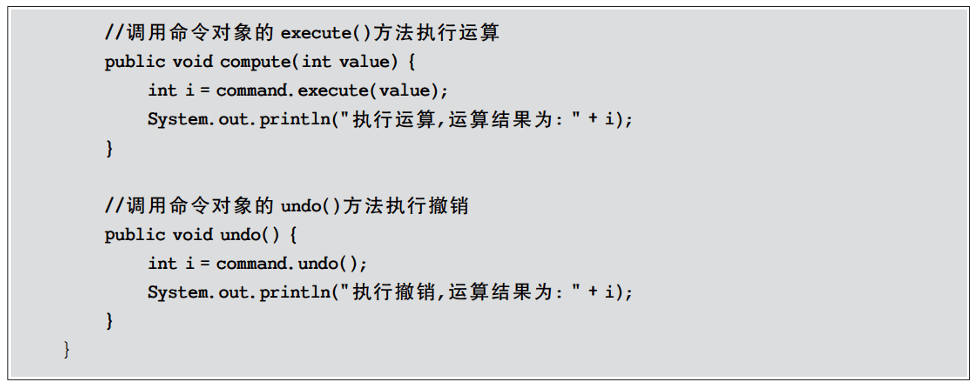 //调用命令对象的 execute()方法执行运算
public void compute(int value) {
int i = command.execute(value);
System.out.println("执行运算,运算结果为: " + i);
}
//调用命令对象的 undo()方法执行撤销
public void undo() {
int i = command.undo();
System.out.println("执行撤销,运算结果为: " + i);
}
}